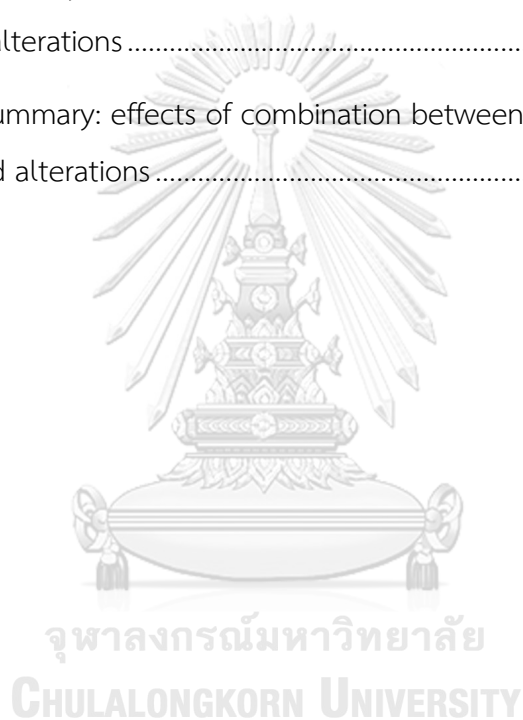 alterations ........................................................
ummary: effects of combination between
d alterations ....................................................
จุฬาลงกรณ์มหาวิทยาลัย
CHULALONGKORN UNIVERSITY